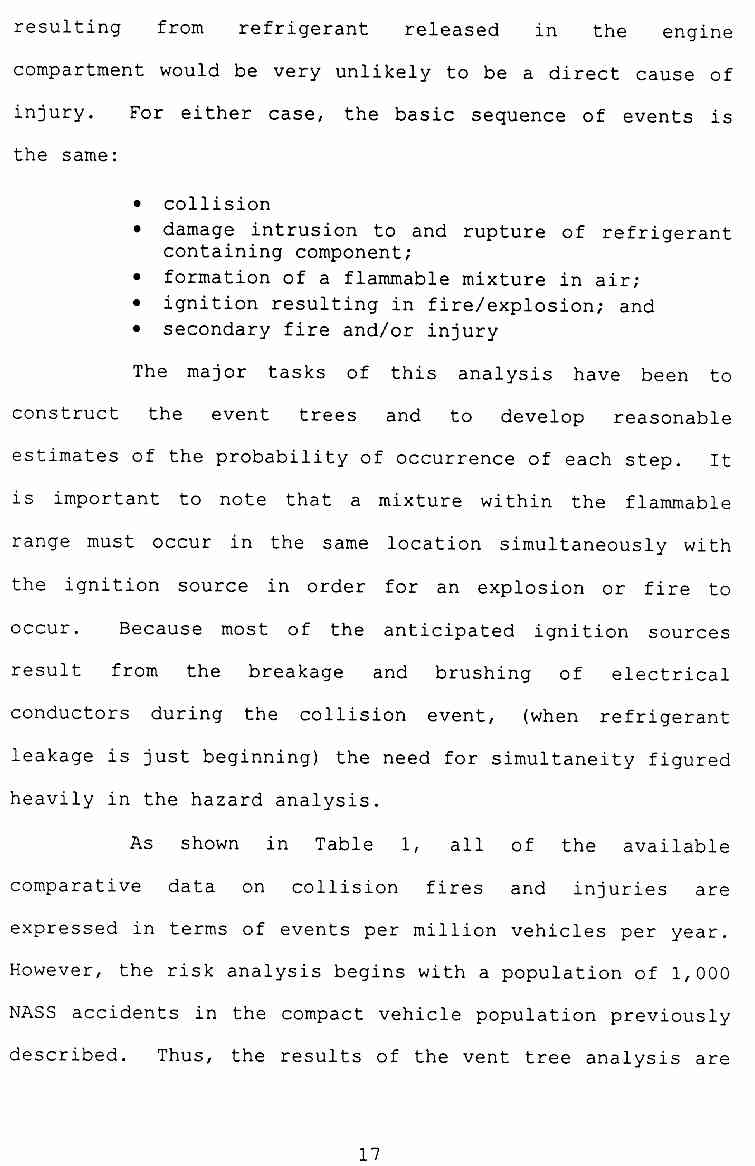 resulting from refrigerant released in the engine
compartment would be very unlikely to be a direct cause of
injury. For either case, the basic sequence of events is
the same:
• collision
• damage intrusion to and rupture of refrigerant
containing component;
• formation of a flammable mixture in air;
• ignition resulting in fire/explosion; and
• secondary fire and/or injury
The major tasks of this analysis have been to
construct the event trees and to develop reasonable
estimates of the probability of occurrence of each step. It
is important to note that a mixture within the flammable
range must occur in the same location simultaneously with
the ignition source in order for an explosion or fire to
occur. Because most of the anticipated ignition sources
result from the breakage and brushing of electrical
conductors during the collision event, (when refrigerant
leakage is just beginning) the need for simultaneity figured
heavily in the hazard analysis.
As shown in Table 1, all of the available
comparative data on collision fires and injuries are
expressed in terms of events per million vehicles per year.
However, the risk analysis begins with a population of 1,000
NASS accidents in the compact vehicle population previously
described. Thus, the results of the vent tree analysis are
17